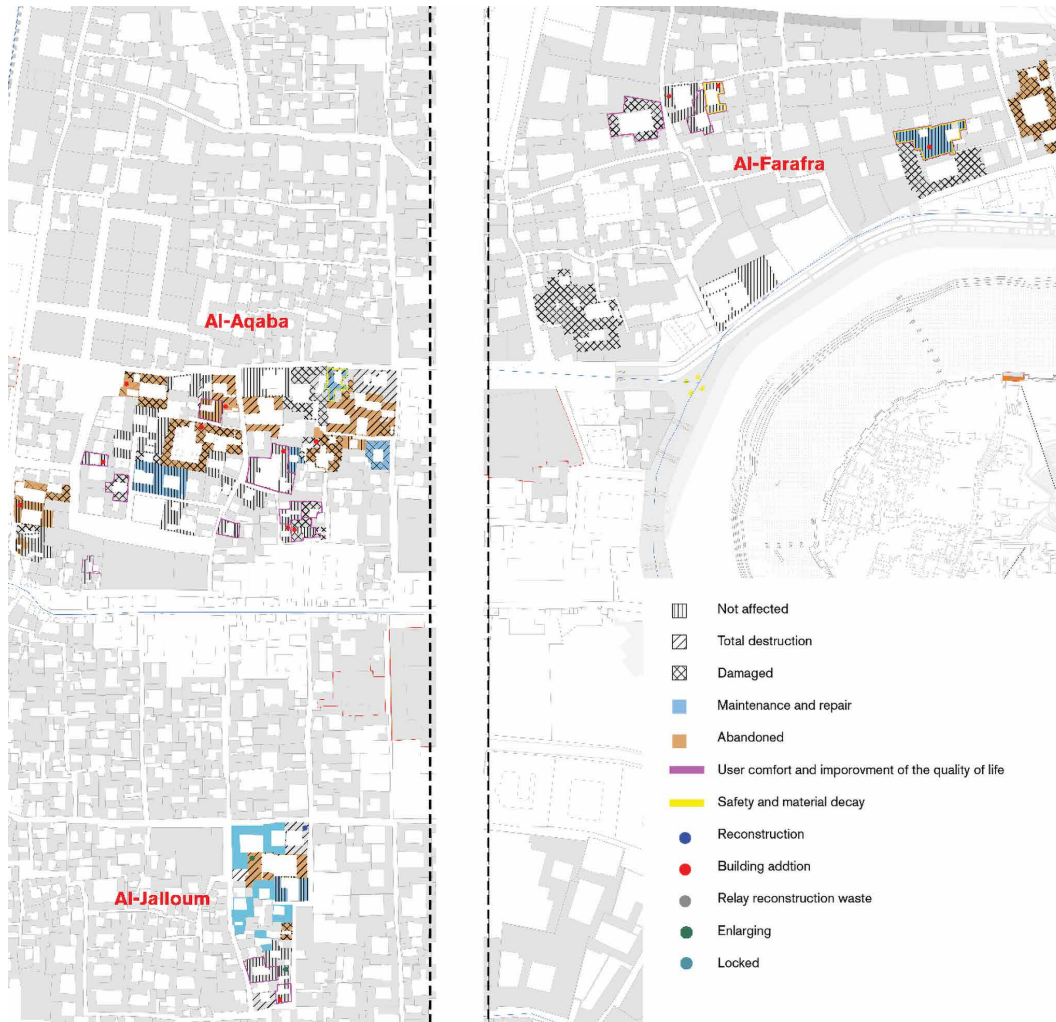 Al-Farafra
Al-Aqaba
Al-Jalloum
Not affected
Total destruction
Damaged
Maintenance and repair
Abandoned
User comfort and imporovment of the quality of life
Safety and material decay
Reconstruction
Building addtion
Relay reconstruction waste
Enlarging
Locked